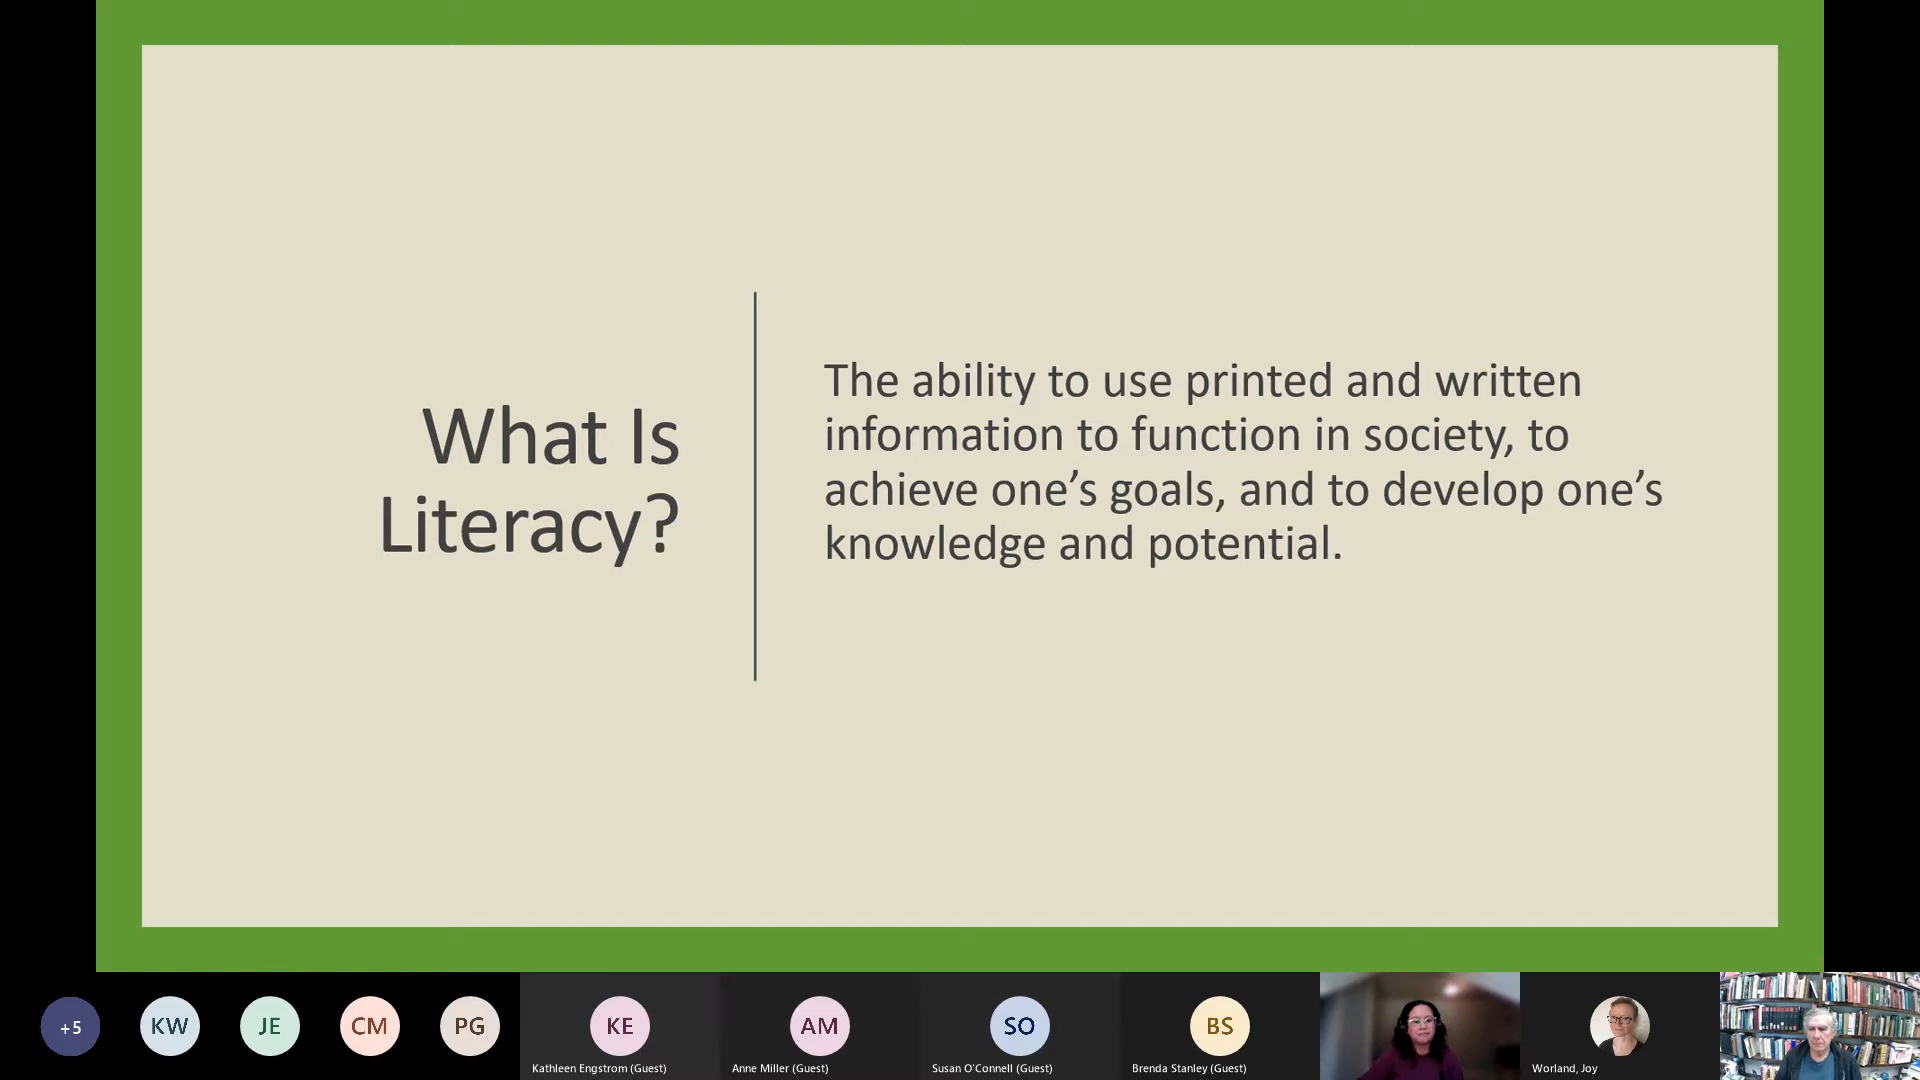 What Is
Literacy?
The ability to use printed and written
information to function in society, to
achieve one’s goals, and to develop one’s
knowledge and potential.
+5
KW
JE
CM
PG
KE
AM
SO
BS
Kathleen Engstrom (Guest)
Anne Miller (Guest)
Susan O'Connell (Guest)
Brenda Stanley (Guest)
Worland, Joy